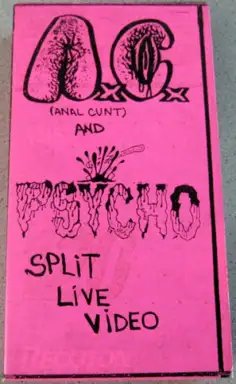 A.x C.x
(ANAL CUNT)
AND
PSYCHO
SPLIT
LIVE
VIDEO